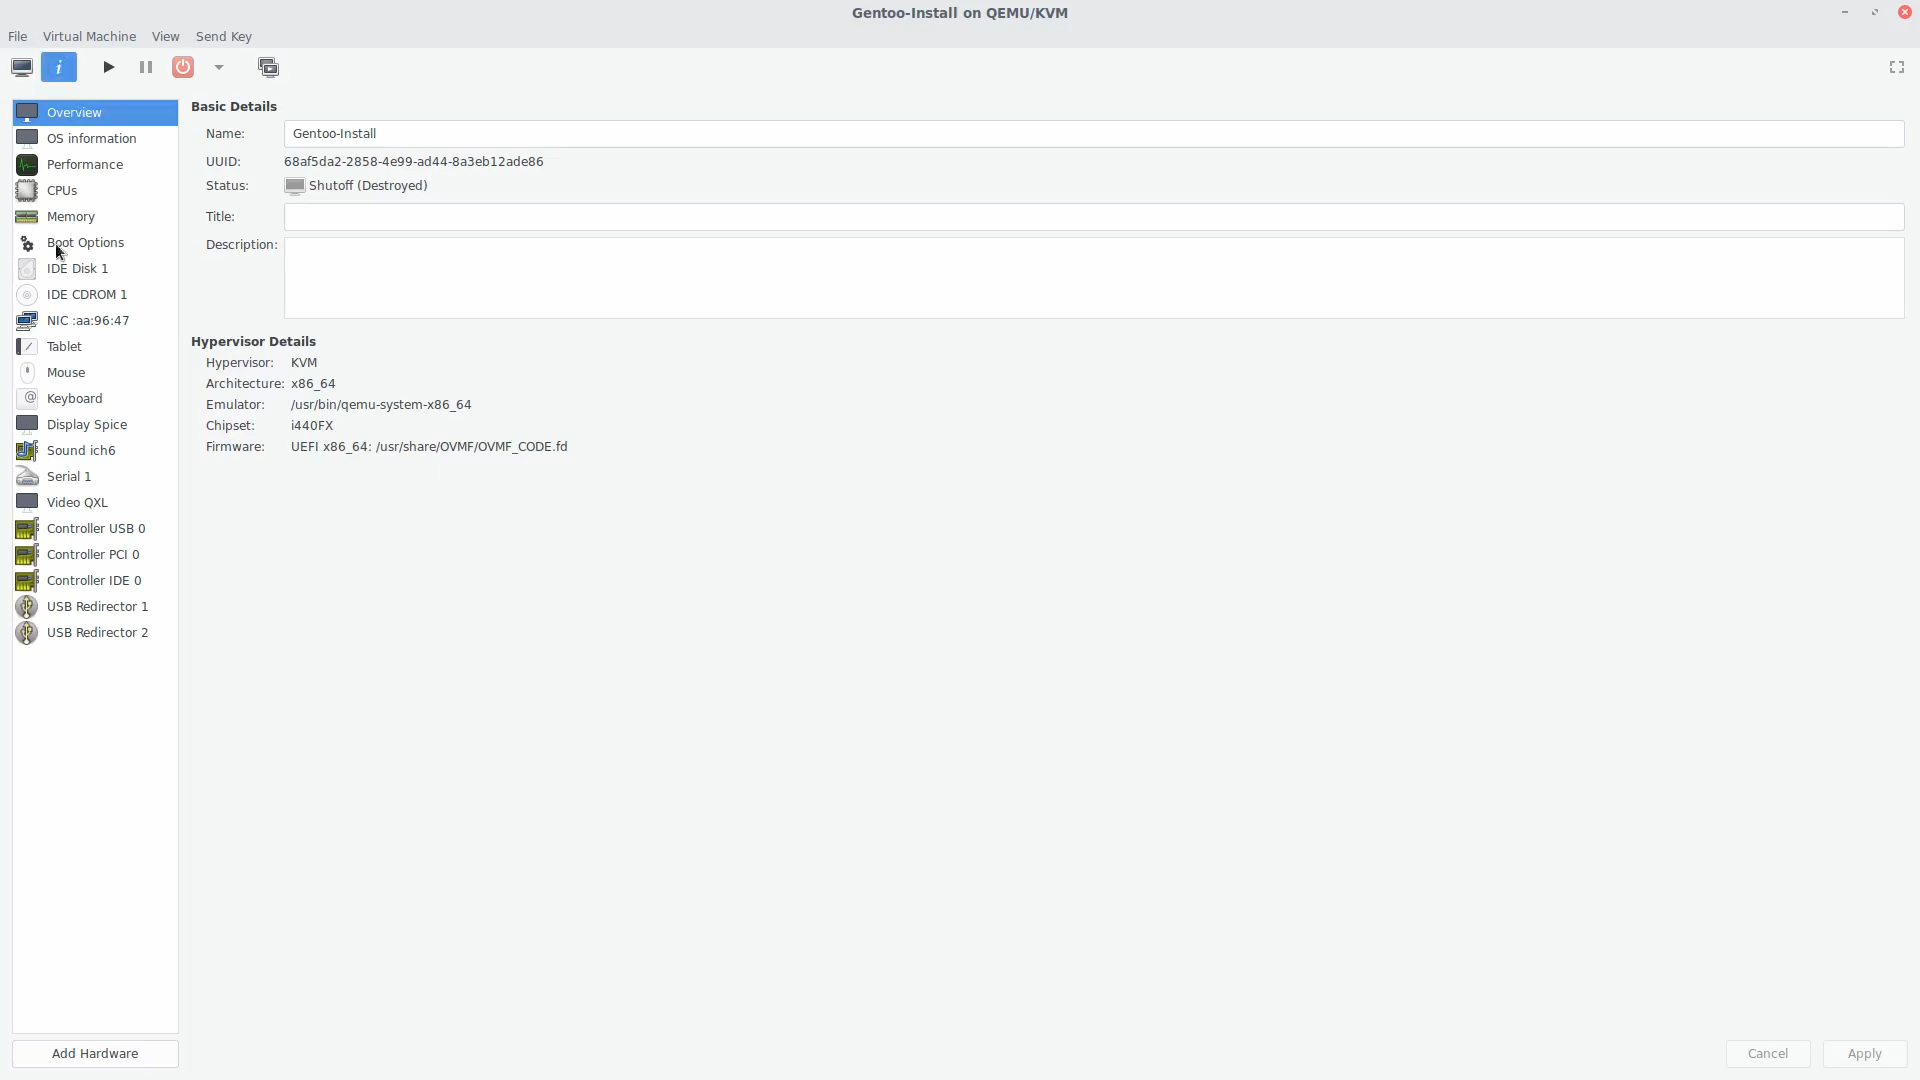 Gentoo-Install on QEMU/KVM
File Virtual Machine View Send Key
Overview
OS information
Performance
CPUs
Memory
Boot Options
IDE Disk 1
IDE CDROM 1
NIC :aa:96:47
Tablet
Mouse
Keyboard
Display Spice
Sound ich6
Serial 1
Video QXL
Controller USB 0
Controller PCI 0
Controller IDE 0
USB Redirector 1
USB Redirector 2
Add Hardware
Basic Details
Name: Gentoo-Install
UUID: 68af5da2-2858-4e99-ad44-8a3eb12ade86
Status: Shutoff (Destroyed)
Title:
Description:
Hypervisor Details
Hypervisor: KVM
Architecture: x86_64
Emulator: /usr/bin/qemu-system-x86_64
Chipset: i440FX
Firmware: UEFI x86_64: /usr/share/OVMF/OVMF_CODE.fd
Cancel Apply